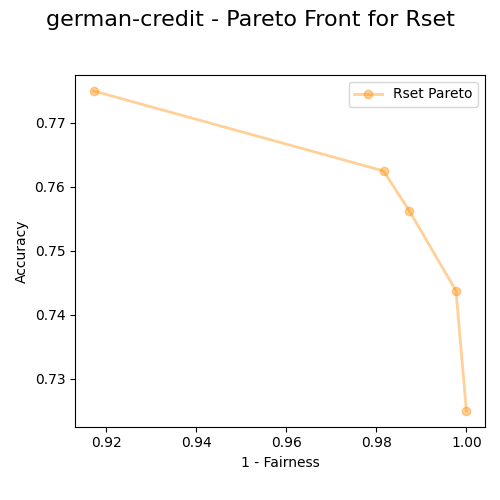 german-credit - Pareto Front for Rset
Rset Pareto
0.77
0.76
0.75
0.74
0.73
Accuracy
0.92 0.94 0.96 0.98 1.00
1 - Fairness